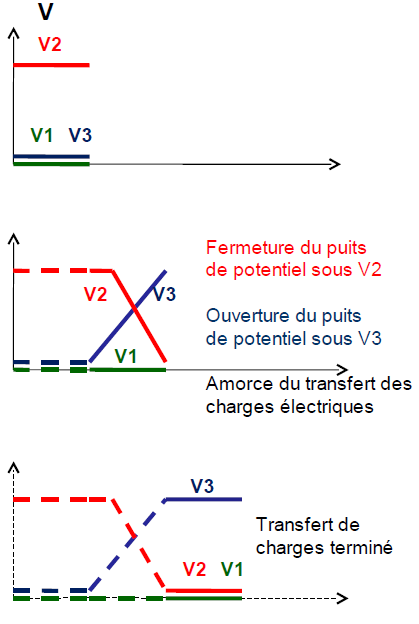 V
V2
V1 V3
Fermeture du puits
de potentiel sous V2
V2
V3
Ouverture du puits
de potentiel sous V3
V1
Amorce du transfert des
charges électriques
V3
Transfert de
charges terminé
V2 V1